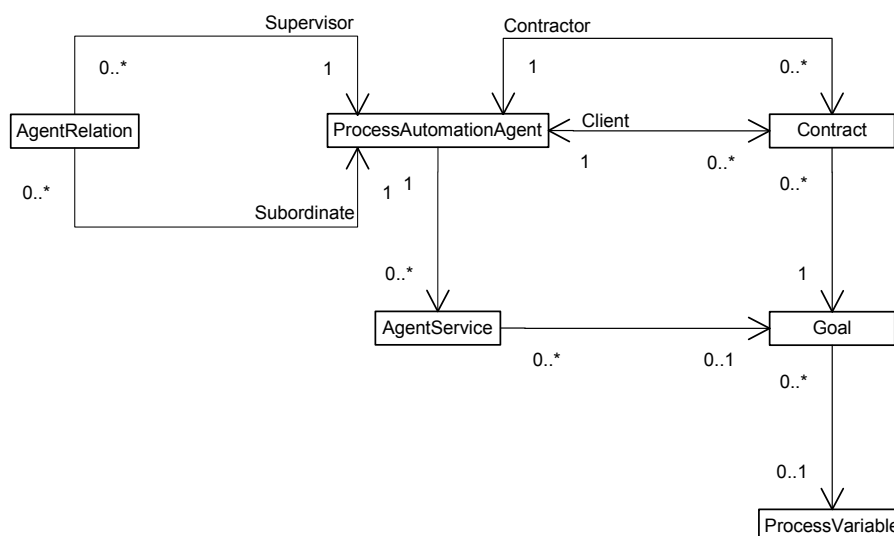 Supervisor
Contractor
0..*
1
1
0..*
AgentRelation
ProcessAutomationAgent
Client
Contract
1
0..*
0..*
1
1
0..*
Subordinate
0..*
1
AgentService
Goal
0..*
0..1
0..*
0..1
ProcessVariable